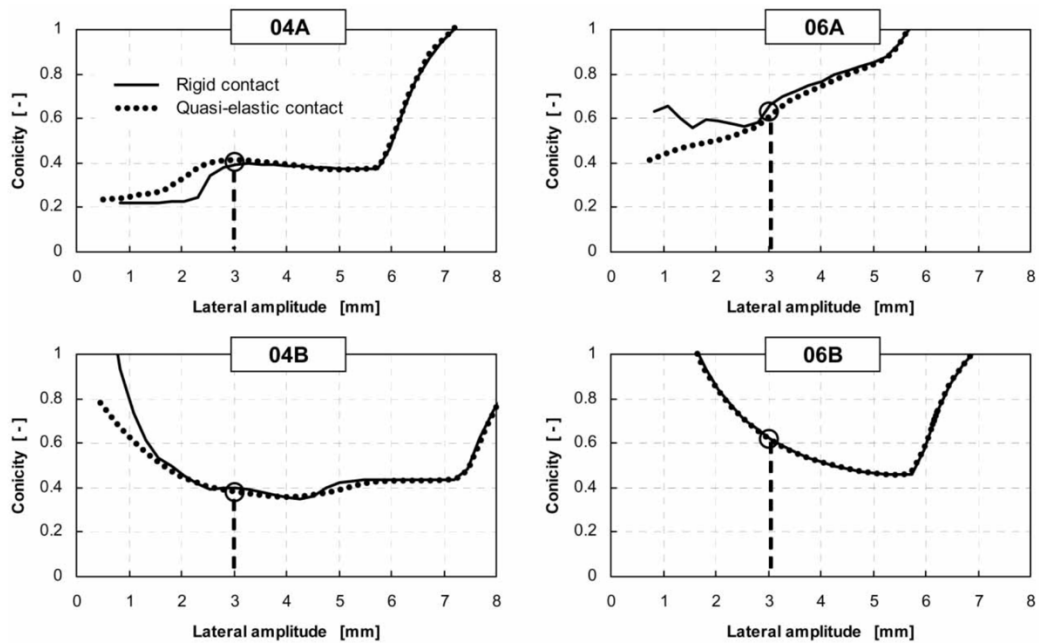 04A
Conicity [ - ]
1
0.8
0.6
0.4
0.2
0
Rigid contact
Quasi-elastic contact
0 1 2 3 4 5 6 7 8
Lateral amplitude [mm]
06A
Conicity [ - ]
1
0.8
0.6
0.4
0.2
0
0 1 2 3 4 5 6 7 8
Lateral amplitude [mm]
04B
Conicity [ - ]
1
0.8
0.6
0.4
0.2
0
0 1 2 3 4 5 6 7 8
Lateral amplitude [mm]
06B
Conicity [ - ]
1
0.8
0.6
0.4
0.2
0
0 1 2 3 4 5 6 7 8
Lateral amplitude [mm]